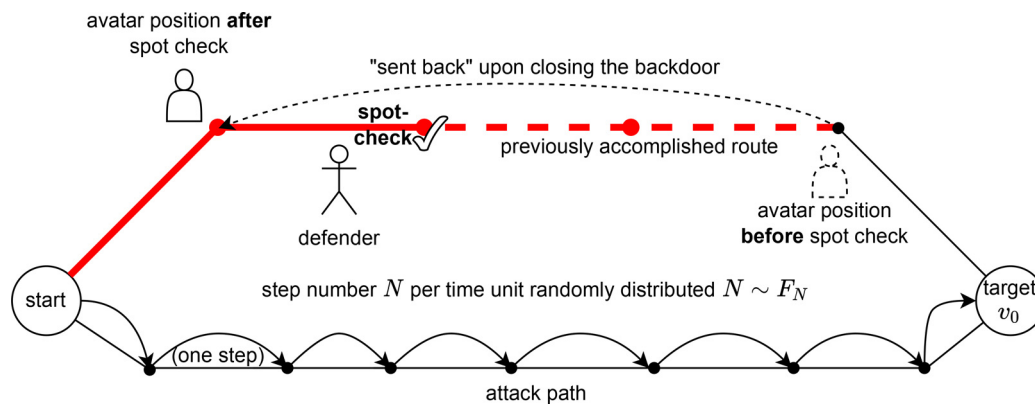 avatar position after
spot check
"sent back" upon closing the backdoor
spot-
check
previously accomplished route
defender
avatar position
before spot check
start
step number N per time unit randomly distributed N ∼ F_N
target
v_0
(one step)
attack path